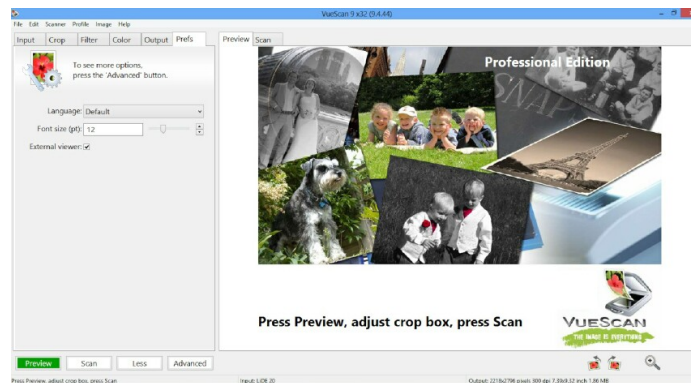 VueScan 9 x32 (9.4.44)
File Edit Scanner Profile Image Help
Input Crop Filter Color Output Prefs
Preview Scan
To see more options,
press the 'Advanced' button.
Language: Default
Font size (pt): 12
External viewer:
Professional Edition
SNAP
Press Preview, adjust crop box, press Scan
VUESCAN
THE IMAGE IS EVERYTHING
Preview Scan Less Advanced
Press Preview, adjust crop box, press Scan Input: LiDE 20 Output: 2218x2796 pixels 300 dpi 7.39x9.32 inch 1.86 MB